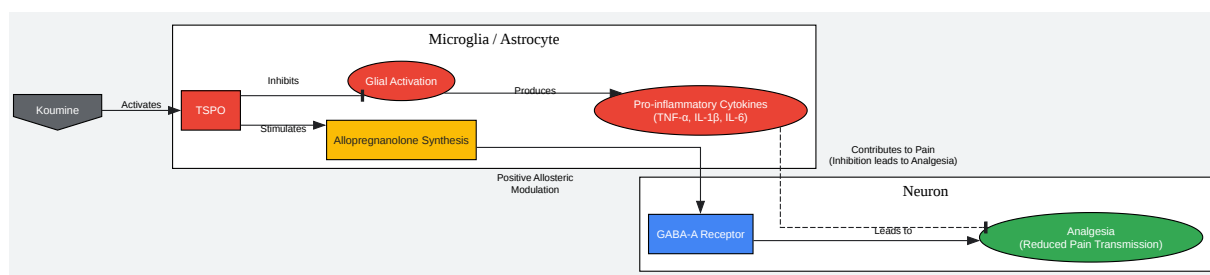 Microglia / Astrocyte
Koumine
Activates
TSPO
Inhibits
Glial Activation
Produces
Pro-inflammatory Cokines
(TNF-α, IL-1β, IL-6)
Stimulates
Allopregnanolone Synthesis
Positive Allosteric
Modulation
Contributes to Pain
(Inhibition leads to Analgesia)
Neuron
GABA-A Receptor
Leads to
Analgesia
(Reduced Pain Transmission)